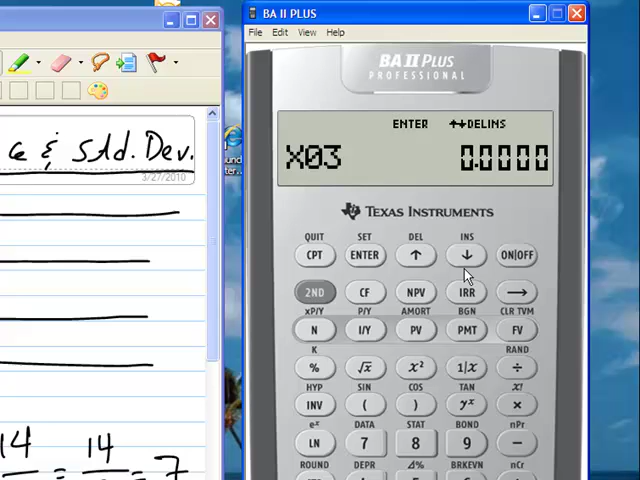 BA II PLUS
File Edit View Help
BA II PLUS
PROFESSIONAL
ENTER ↑↓DELINS
X03 0.0000
& Std. Dev.
3/27/2010
TEXAS INSTRUMENTS
QUIT SET DEL INS
CPT ENTER ↑ ↓ ON|OFF
2ND CF NPV IRR →
xP/Y P/Y AMORT BGN CLR TVM
N I/Y PV PMT FV
K RAND
% √x x² 1/x ÷
HYP SIN COS TAN x!
INV ( ) yˣ ×
eˣ DATA STAT BOND nPr
LN 7 8 9 −
ROUND DEPR Δ% BRKEVN nCr
14 = 14 = 7